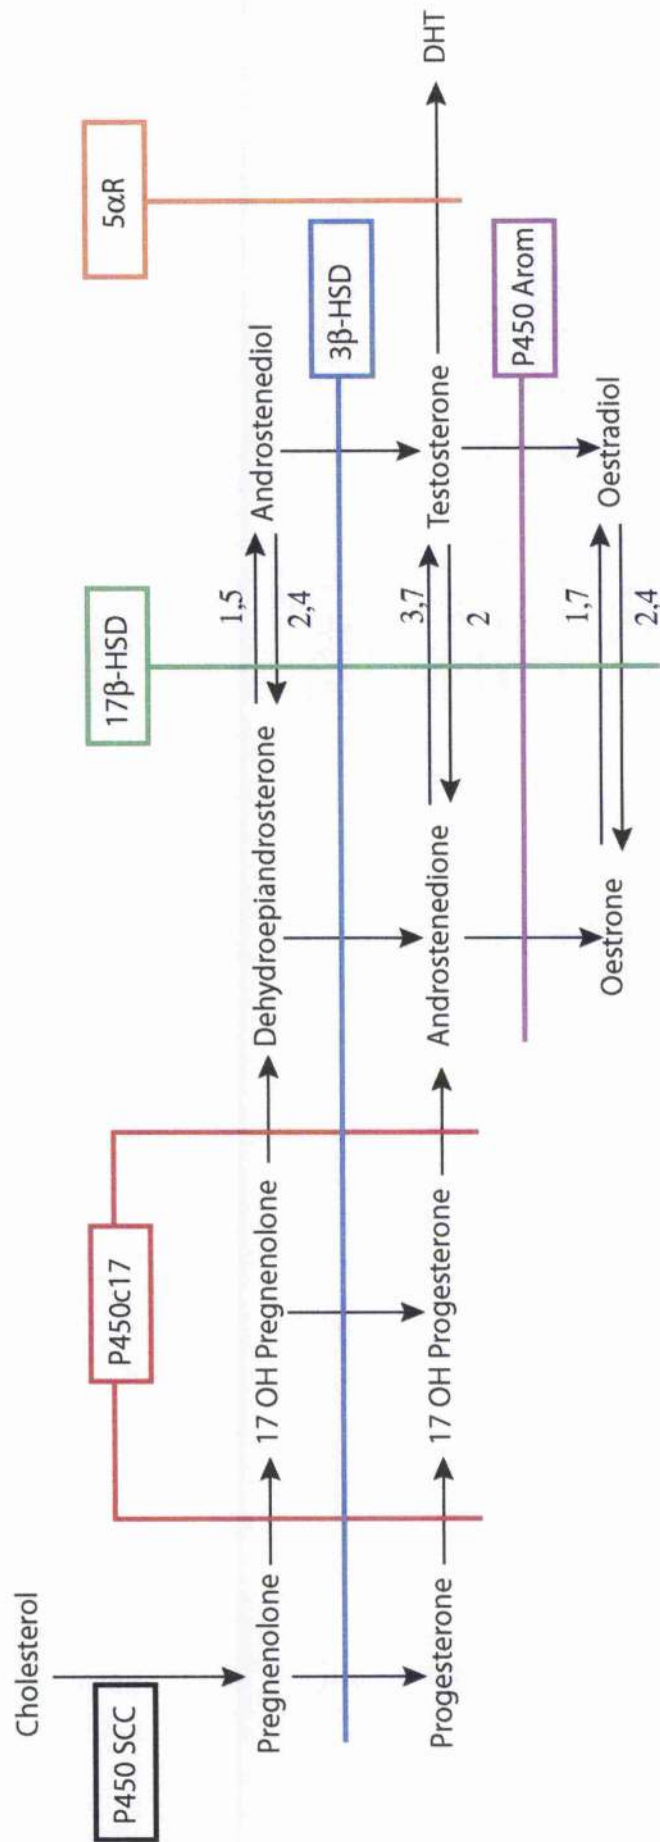 Cholesterol
P450 SCC
P450c17
17β-HSD
5αR
Pregnenolone
17 OH Pregnenolone
Dehydroepiandrosterone
1,5
2,4
Androstenediol
3β-HSD
Progesterone
17 OH Progesterone
Androstenedione
3,7
2
Testosterone
DHT
P450 Arom
Oestrone
1,7
2,4
Oestradiol